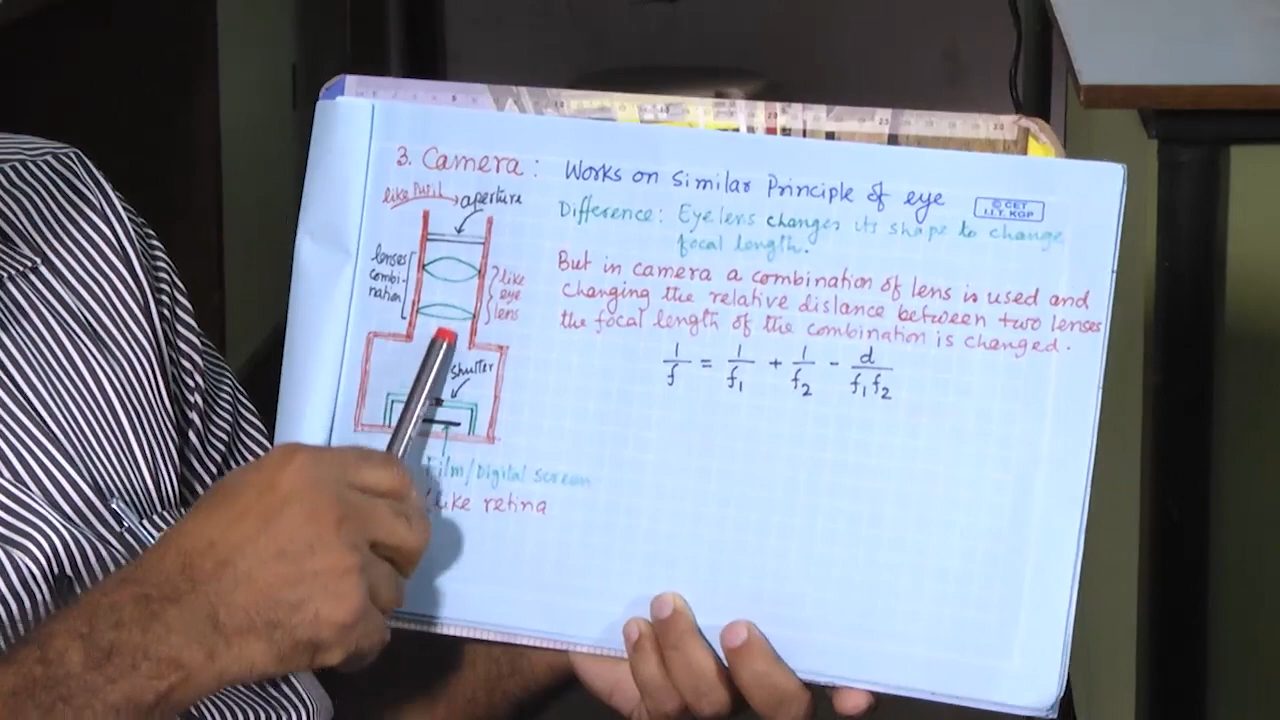 3. Camera: Works on similar Principle of eye
© CET
I.I.T. KGP
like Pupil → aperture
Difference: Eye lens changes its shape to change
focal length.
lenses
combi-
nation
like
eye
lens
But in camera a combination of lens is used and
changing the relative distance between two lenses
the focal length of the combination is changed.
1/f = 1/f₁ + 1/f₂ - d/f₁f₂
shutter
Film/Digital screen
like retina